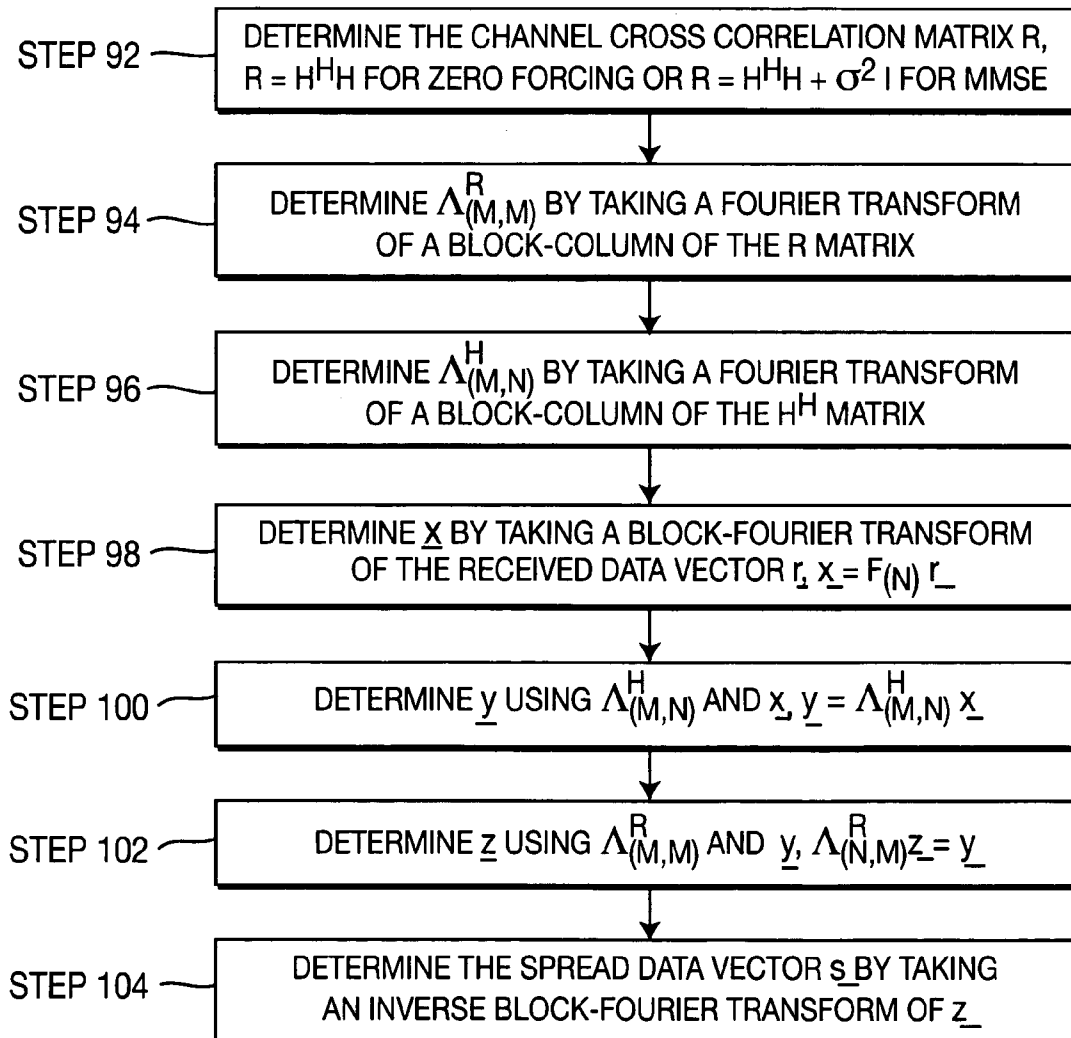 STEP 92
DETERMINE THE CHANNEL CROSS CORRELATION MATRIX R,
R = H^H H FOR ZERO FORCING OR R = H^H H + σ² I FOR MMSE
STEP 94
DETERMINE Λ^R_(M,M) BY TAKING A FOURIER TRANSFORM
OF A BLOCK-COLUMN OF THE R MATRIX
STEP 96
DETERMINE Λ^H_(M,N) BY TAKING A FOURIER TRANSFORM
OF A BLOCK-COLUMN OF THE H^H MATRIX
STEP 98
DETERMINE x̲ BY TAKING A BLOCK-FOURIER TRANSFORM
OF THE RECEIVED DATA VECTOR r̲, x̲ = F_(N) r̲
STEP 100
DETERMINE y̲ USING Λ^H_(M,N) AND x̲, y̲ = Λ^H_(M,N) x̲
STEP 102
DETERMINE z̲ USING Λ^R_(M,M) AND y̲, Λ^R_(N,M) z̲ = y̲
STEP 104
DETERMINE THE SPREAD DATA VECTOR s̲ BY TAKING
AN INVERSE BLOCK-FOURIER TRANSFORM OF z̲